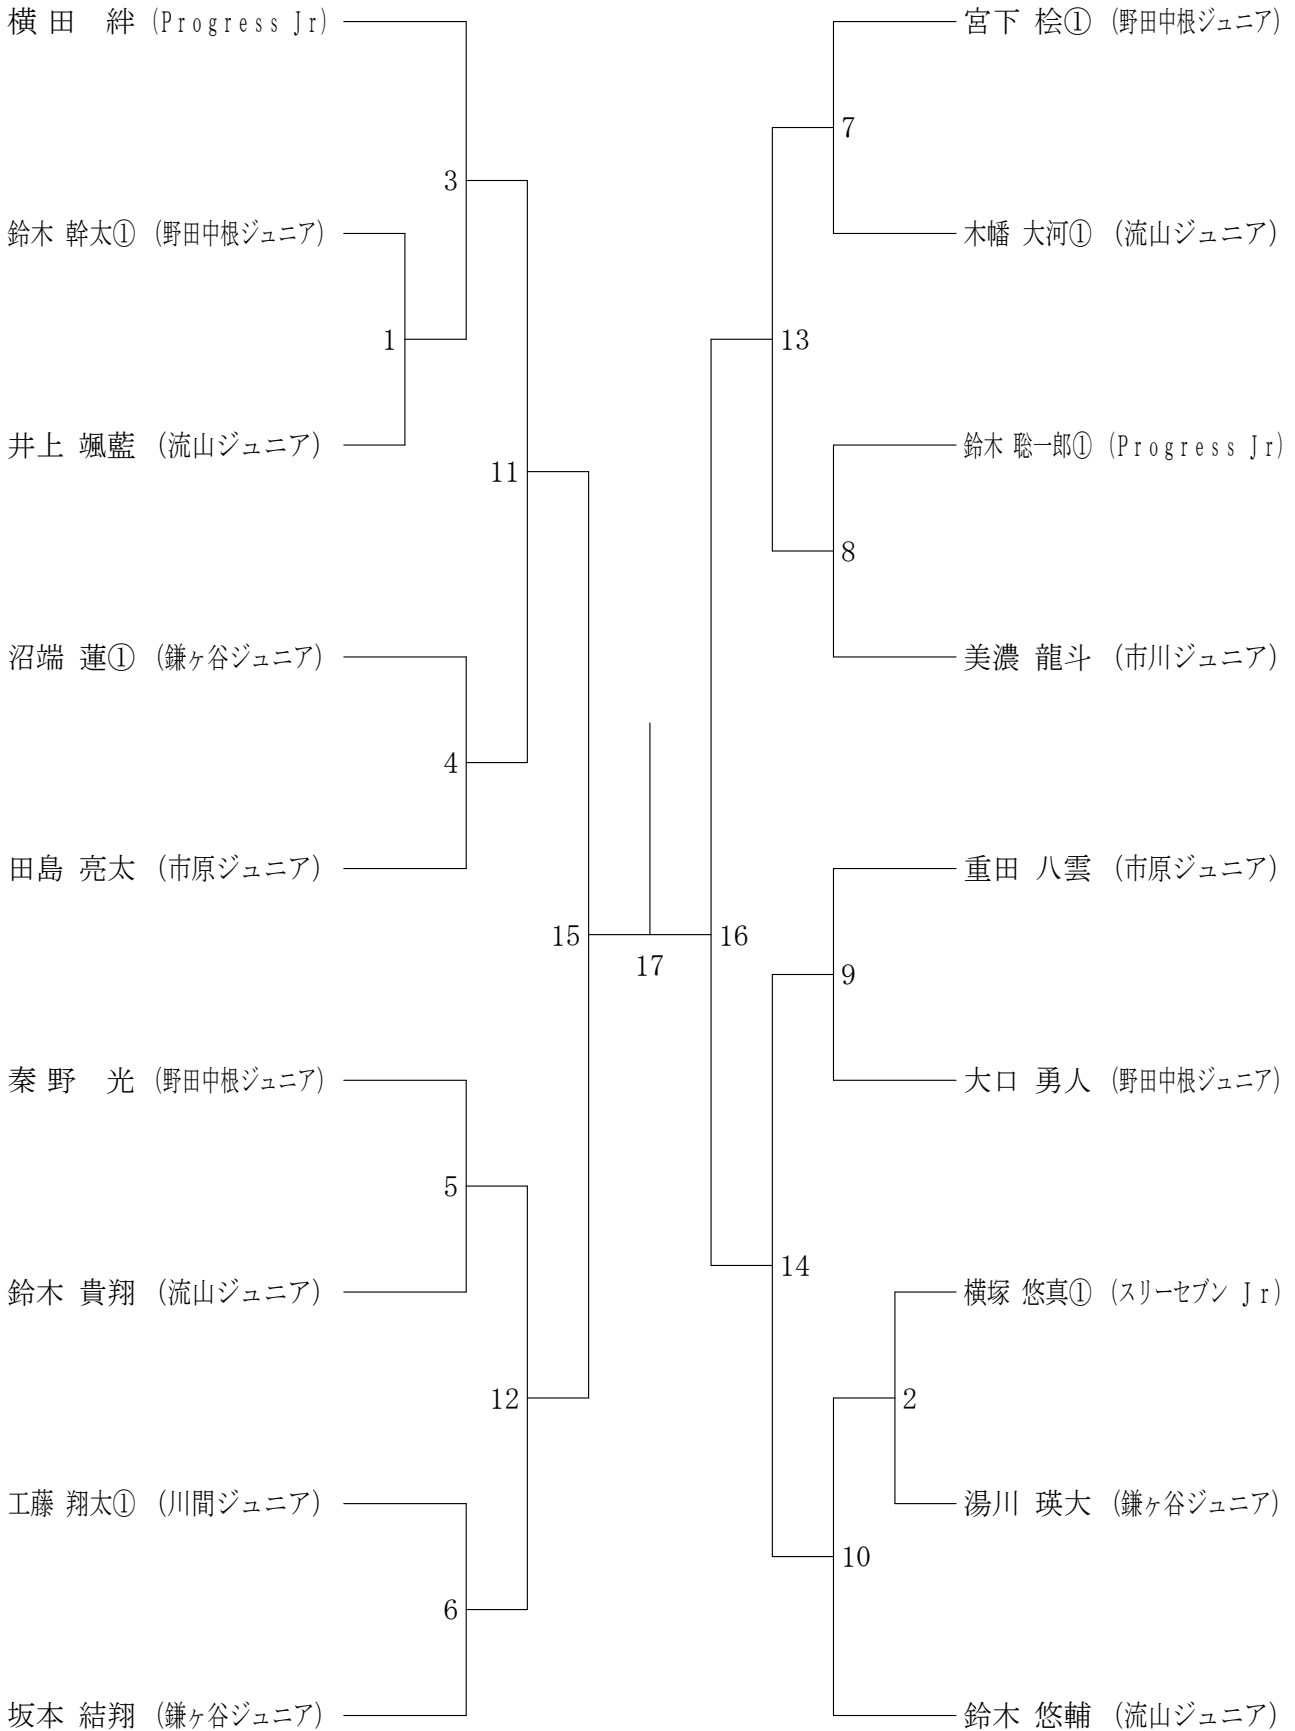 横田　絆 (Progress Jr)
3
鈴木 幹太① (野田中根ジュニア)
1
井上 颯藍 (流山ジュニア)
11
沼端 蓮① (鎌ヶ谷ジュニア)
4
田島 亮太 (市原ジュニア)
15
17
秦野　光 (野田中根ジュニア)
5
鈴木 貴翔 (流山ジュニア)
12
工藤 翔太① (川間ジュニア)
6
坂本 結翔 (鎌ヶ谷ジュニア)
宮下 桧① (野田中根ジュニア)
7
木幡 大河① (流山ジュニア)
13
鈴木 聡一郎① (Progress Jr)
8
美濃 龍斗 (市川ジュニア)
重田 八雲 (市原ジュニア)
16
9
大口 勇人 (野田中根ジュニア)
14
横塚 悠真① (スリーセブン Jr)
2
湯川 瑛大 (鎌ヶ谷ジュニア)
10
鈴木 悠輔 (流山ジュニア)